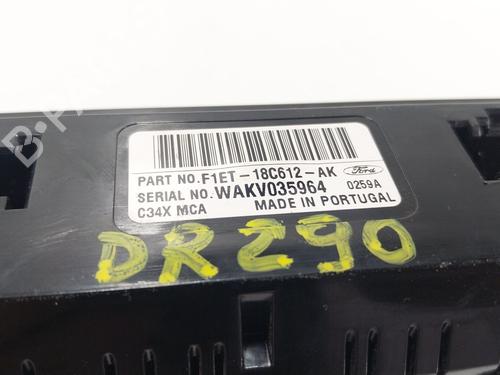 PART NO. F1ET-18C612-AK Ford
SERIAL NO. WAKV035964 0259A
C34X MCA MADE IN PORTUGAL
DR290